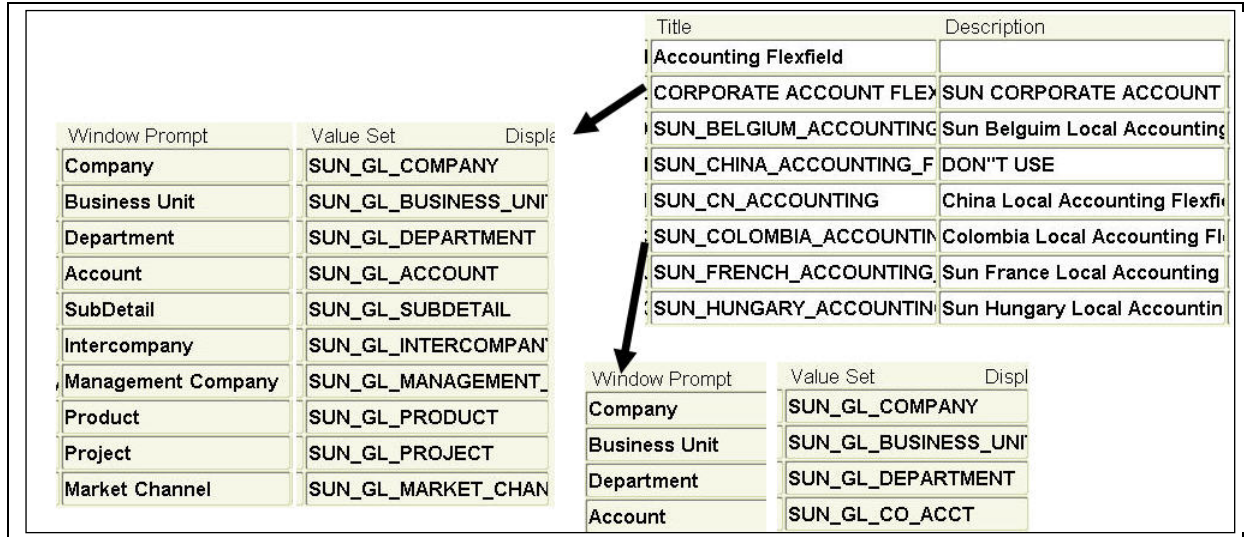 Title Description
Accounting Flexfield
CORPORATE ACCOUNT FLEX SUN CORPORATE ACCOUNT
SUN_BELGIUM_ACCOUNTING Sun Belguim Local Accounting
SUN_CHINA_ACCOUNTING_F DON"T USE
SUN_CN_ACCOUNTING China Local Accounting Flexfi
SUN_COLOMBIA_ACCOUNTIN Colombia Local Accounting Fl
SUN_FRENCH_ACCOUNTING_ Sun France Local Accounting
SUN_HUNGARY_ACCOUNTIN Sun Hungary Local Accountin
Window Prompt Value Set Displa
Company SUN_GL_COMPANY
Business Unit SUN_GL_BUSINESS_UNI
Department SUN_GL_DEPARTMENT
Account SUN_GL_ACCOUNT
SubDetail SUN_GL_SUBDETAIL
Intercompany SUN_GL_INTERCOMPAN
Management Company SUN_GL_MANAGEMENT_
Product SUN_GL_PRODUCT
Project SUN_GL_PROJECT
Market Channel SUN_GL_MARKET_CHAN
Window Prompt Value Set Displ
Company SUN_GL_COMPANY
Business Unit SUN_GL_BUSINESS_UNI
Department SUN_GL_DEPARTMENT
Account SUN_GL_CO_ACCT